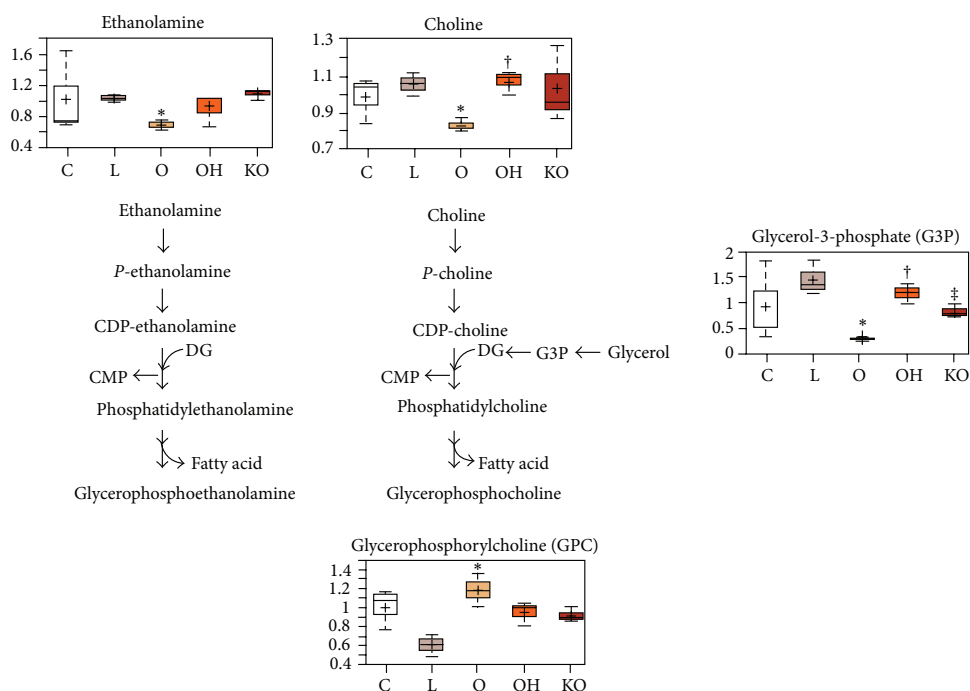 Ethanolamine
1.6
1.2
0.8
0.4
*
C L O OH KO
Choline
1.3
1.1
0.9
0.7
*
†
C L O OH KO
Ethanolamine
P-ethanolamine
CDP-ethanolamine
DG
CMP
Phosphatidylethanolamine
Fatty acid
Glycerophosphoethanolamine
Choline
P-choline
CDP-choline
DG G3P Glycerol
CMP
Phosphatidylcholine
Fatty acid
Glycerophosphocholine
Glycerol-3-phosphate (G3P)
2
1.5
1
0.5
0
*
†
‡
C L O OH KO
Glycerophosphorylcholine (GPC)
1.4
1.2
1
0.8
0.6
0.4
*
C L O OH KO